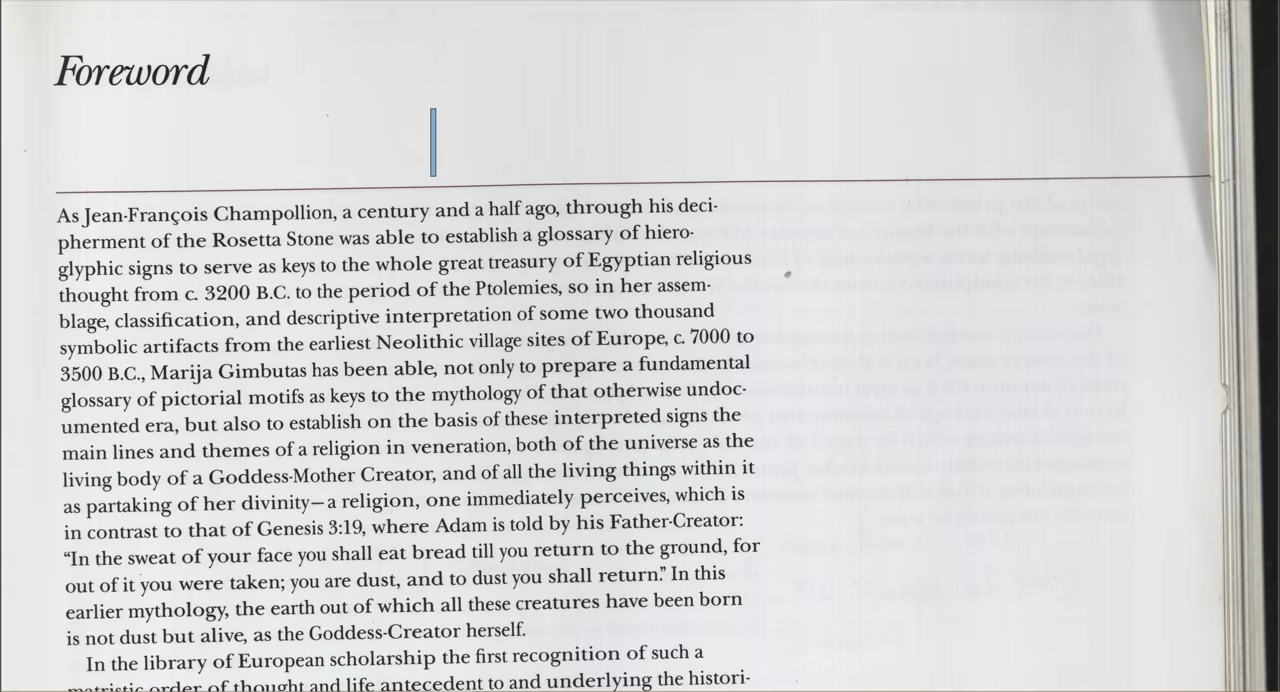 Foreword
As Jean-François Champollion, a century and a half ago, through his deci-
pherment of the Rosetta Stone was able to establish a glossary of hiero-
glyphic signs to serve as keys to the whole great treasury of Egyptian religious
thought from c. 3200 B.C. to the period of the Ptolemies, so in her assem-
blage, classification, and descriptive interpretation of some two thousand
symbolic artifacts from the earliest Neolithic village sites of Europe, c. 7000 to
3500 B.C., Marija Gimbutas has been able, not only to prepare a fundamental
glossary of pictorial motifs as keys to the mythology of that otherwise undoc-
umented era, but also to establish on the basis of these interpreted signs the
main lines and themes of a religion in veneration, both of the universe as the
living body of a Goddess-Mother Creator, and of all the living things within it
as partaking of her divinity—a religion, one immediately perceives, which is
in contrast to that of Genesis 3:19, where Adam is told by his Father-Creator:
“In the sweat of your face you shall eat bread till you return to the ground, for
out of it you were taken; you are dust, and to dust you shall return.” In this
earlier mythology, the earth out of which all these creatures have been born
is not dust but alive, as the Goddess-Creator herself.
In the library of European scholarship the first recognition of such a
matristic order of thought and life antecedent to and underlying the histori-